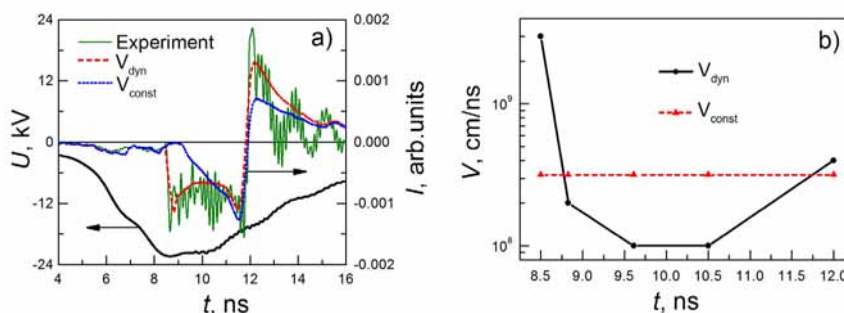 a)
Experiment
V_dyn
V_const
24
12
0
-12
-24
U, kV
0.002
0.001
0.000
-0.001
-0.002
I, arb.units
4 6 8 10 12 14 16
t, ns
b)
V_dyn
V_const
10^9
10^8
V, cm/ns
8.5 9.0 9.5 10.0 10.5 11.0 11.5 12.0
t, ns